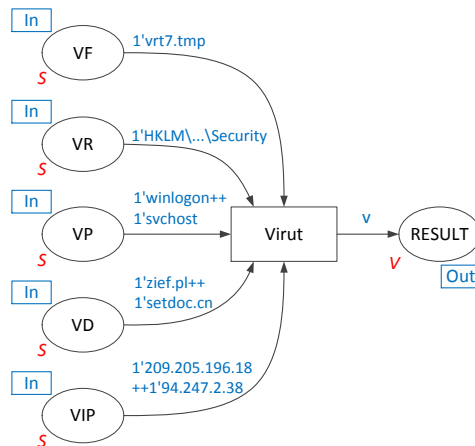 In
VF
S
1'vrt7.tmp
In
VR
S
1'HKLM\...\Security
In
VP
S
1'winlogon++
1'svchost
Virut
v
RESULT
V
Out
In
VD
S
1'zief.pl++
1'setdoc.cn
In
VIP
S
1'209.205.196.18
++1'94.247.2.38